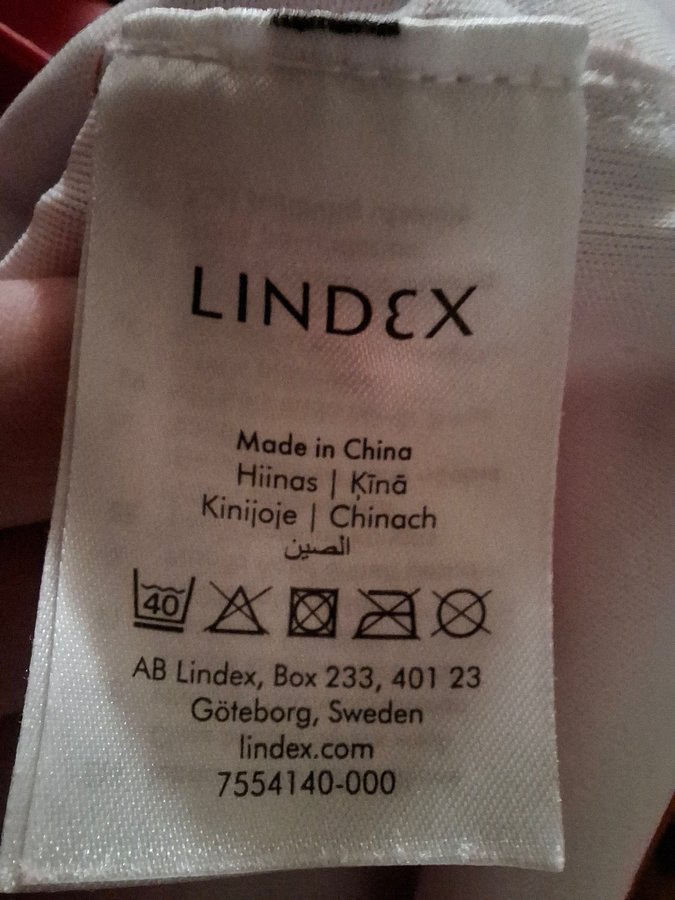 LINDEX
Made in China
Hiinas | Ķīnā
Kinijoje | Chinach
الصين
40
AB Lindex, Box 233, 401 23
Göteborg, Sweden
lindex.com
7554140-000